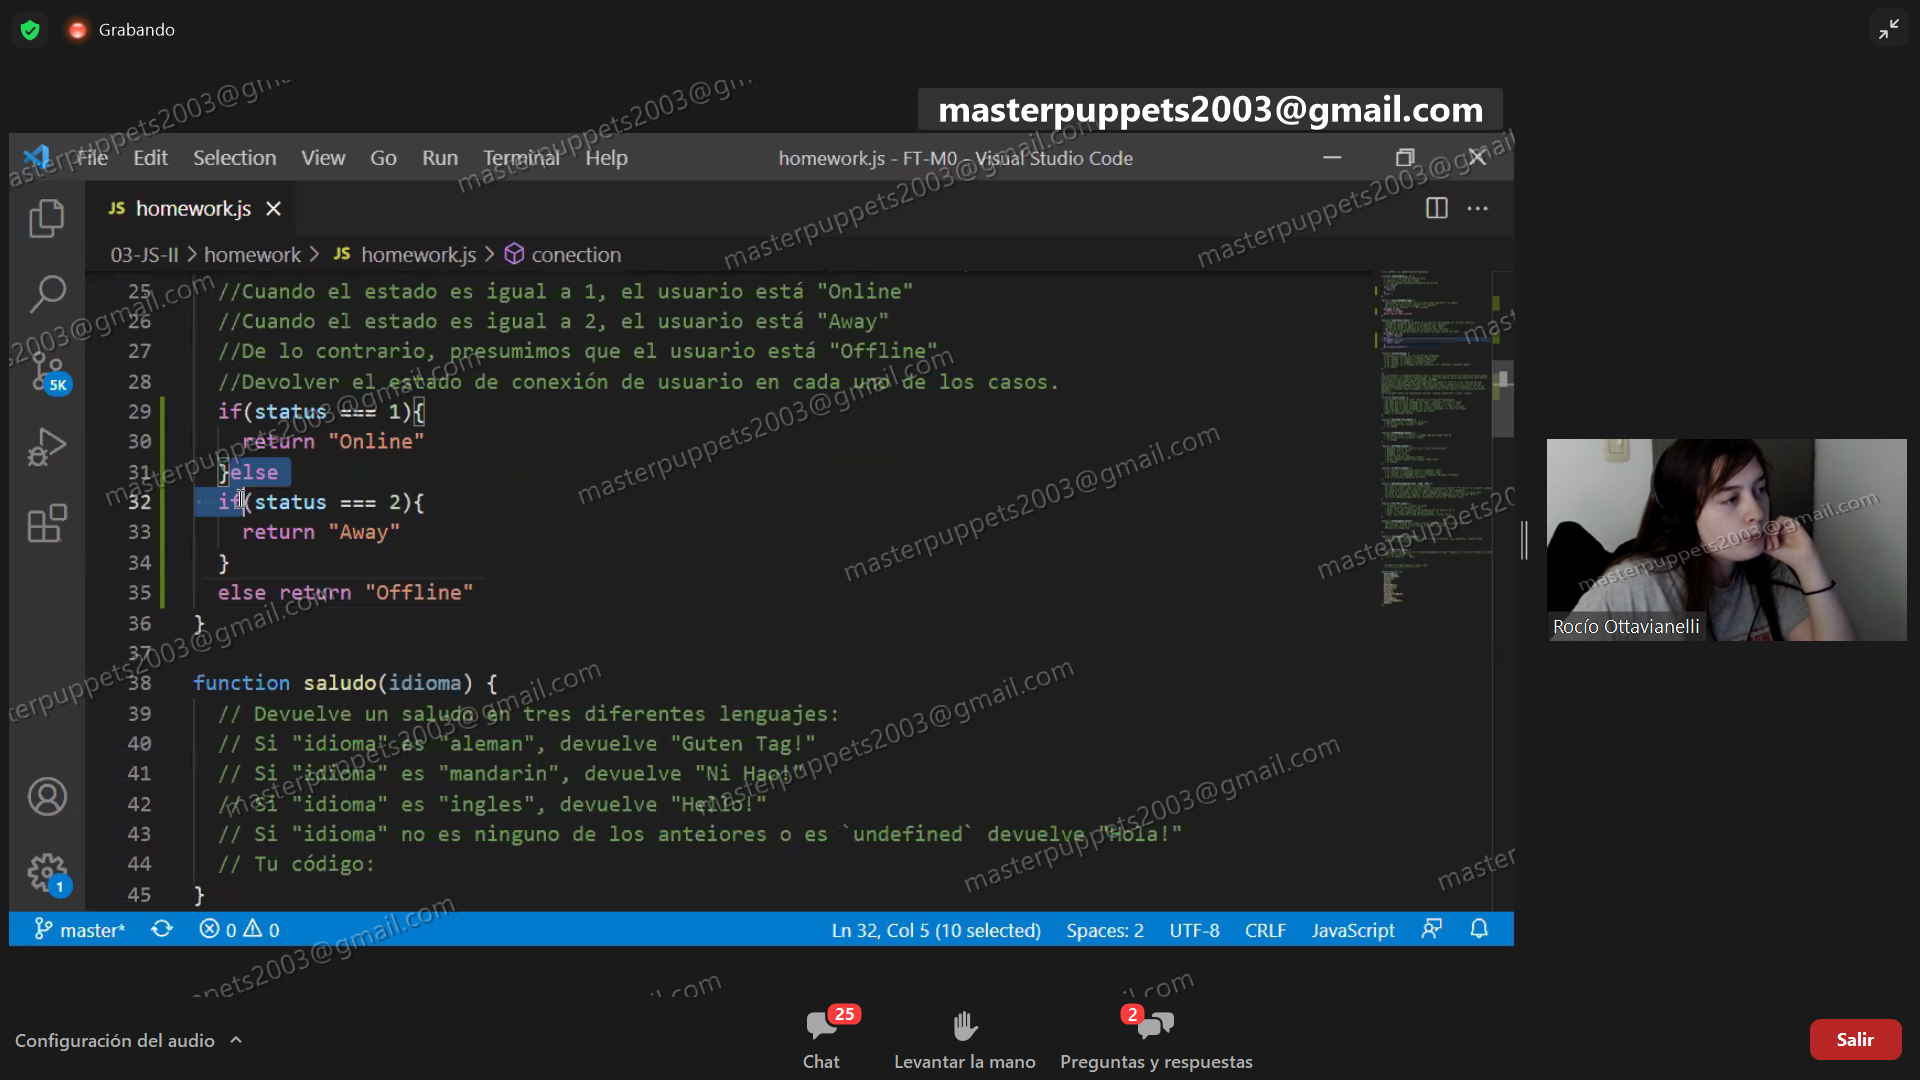 Grabando
masterpuppets2003@gmail.com
File Edit Selection View Go Run Terminal Help
homework.js - FT-M0 - Visual Studio Code
JS homework.js
03-JS-II > homework > JS homework.js > conection
25 //Cuando el estado es igual a 1, el usuario está "Online"
26 //Cuando el estado es igual a 2, el usuario está "Away"
27 //De lo contrario, presumimos que el usuario está "Offline"
28 //Devolver el estado de conexión de usuario en cada uno de los casos.
29 if(status === 1){
30 return "Online"
31 }else
32 if(status === 2){
33 return "Away"
34 }
35 else return "Offline"
36 }
37
38 function saludo(idioma) {
39 // Devuelve un saludo en tres diferentes lenguajes:
40 // Si "idioma" es "aleman", devuelve "Guten Tag!"
41 // Si "idioma" es "mandarin", devuelve "Ni Hao!"
42 // Si "idioma" es "ingles", devuelve "Hello!"
43 // Si "idioma" no es ninguno de los anteiores o es `undefined` devuelve "Hola!"
44 // Tu código:
45 }
5K
1
master* 0 0 Ln 32, Col 5 (10 selected) Spaces: 2 UTF-8 CRLF JavaScript
Rocío Ottavianelli
Configuración del audio
25
Chat
Levantar la mano
2
Preguntas y respuestas
Salir